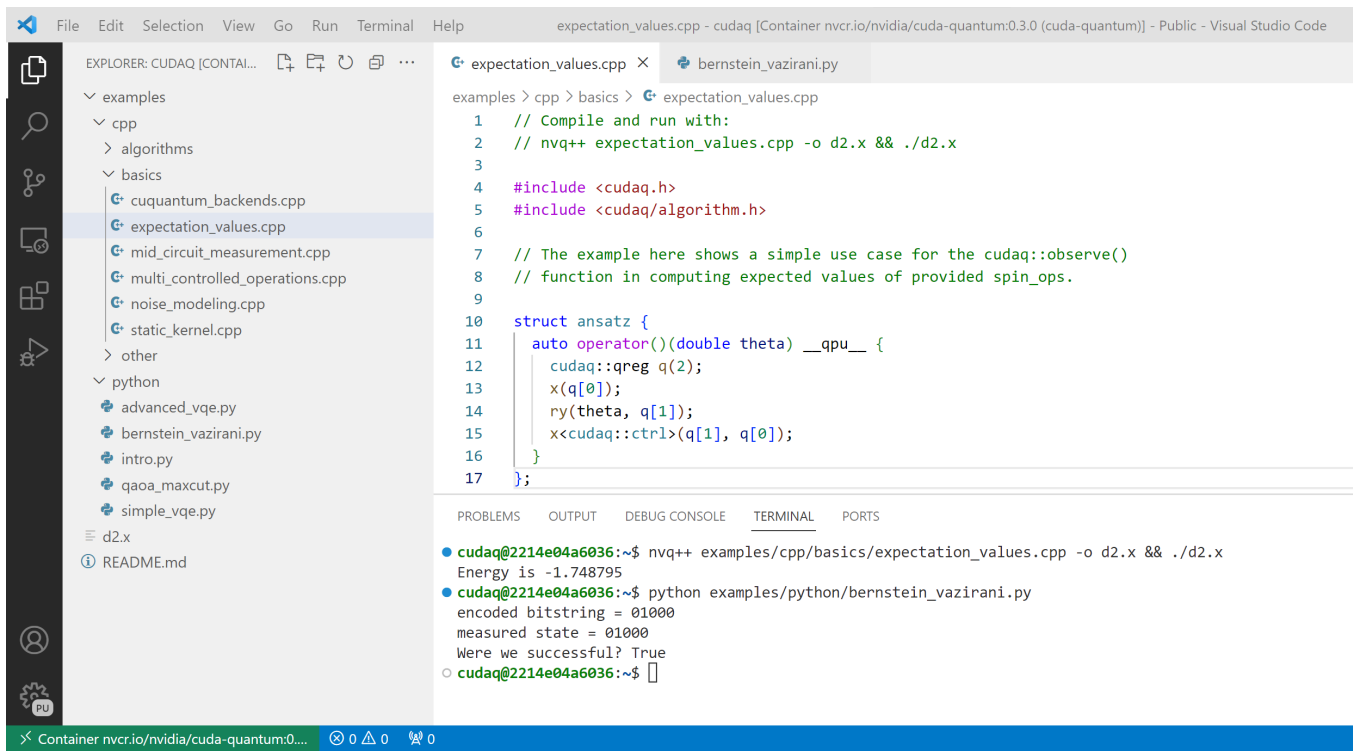 File Edit Selection View Go Run Terminal Help expectation_values.cpp - cudaq [Container nvcr.io/nvidia/cuda-quantum:0.3.0 (cuda-quantum)] - Public - Visual Studio Code
EXPLORER: CUDAQ [CONTAI...
examples
cpp
algorithms
basics
cuquantum_backends.cpp
expectation_values.cpp
mid_circuit_measurement.cpp
multi_controlled_operations.cpp
noise_modeling.cpp
static_kernel.cpp
other
python
advanced_vqe.py
bernstein_vazirani.py
intro.py
qaoa_maxcut.py
simple_vqe.py
d2.x
README.md
PU
expectation_values.cpp bernstein_vazirani.py
examples > cpp > basics > expectation_values.cpp
1 // Compile and run with:
2 // nvq++ expectation_values.cpp -o d2.x && ./d2.x
3
4 #include <cudaq.h>
5 #include <cudaq/algorithm.h>
6
7 // The example here shows a simple use case for the cudaq::observe()
8 // function in computing expected values of provided spin_ops.
9
10 struct ansatz {
11 auto operator()(double theta) __qpu__ {
12 cudaq::qreg q(2);
13 x(q[0]);
14 ry(theta, q[1]);
15 x<cudaq::ctrl>(q[1], q[0]);
16 }
17 };
PROBLEMS OUTPUT DEBUG CONSOLE TERMINAL PORTS
cudaq@2214e04a6036:~$ nvq++ examples/cpp/basics/expectation_values.cpp -o d2.x && ./d2.x
Energy is -1.748795
cudaq@2214e04a6036:~$ python examples/python/bernstein_vazirani.py
encoded bitstring = 01000
measured state = 01000
Were we successful? True
cudaq@2214e04a6036:~$
Container nvcr.io/nvidia/cuda-quantum:0.... 0 0 0